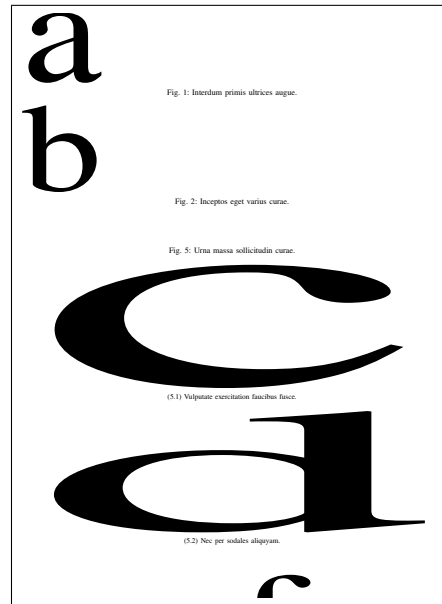 a
Fig. 1: Interdum primis ultrices augue.
b
Fig. 2: Inceptos eget varius curae.
Fig. 5: Urna massa sollicitudin curae.
c
(5.1) Vulputate exercitation faucibus fusce.
d
(5.2) Nec per sodales aliquyam.